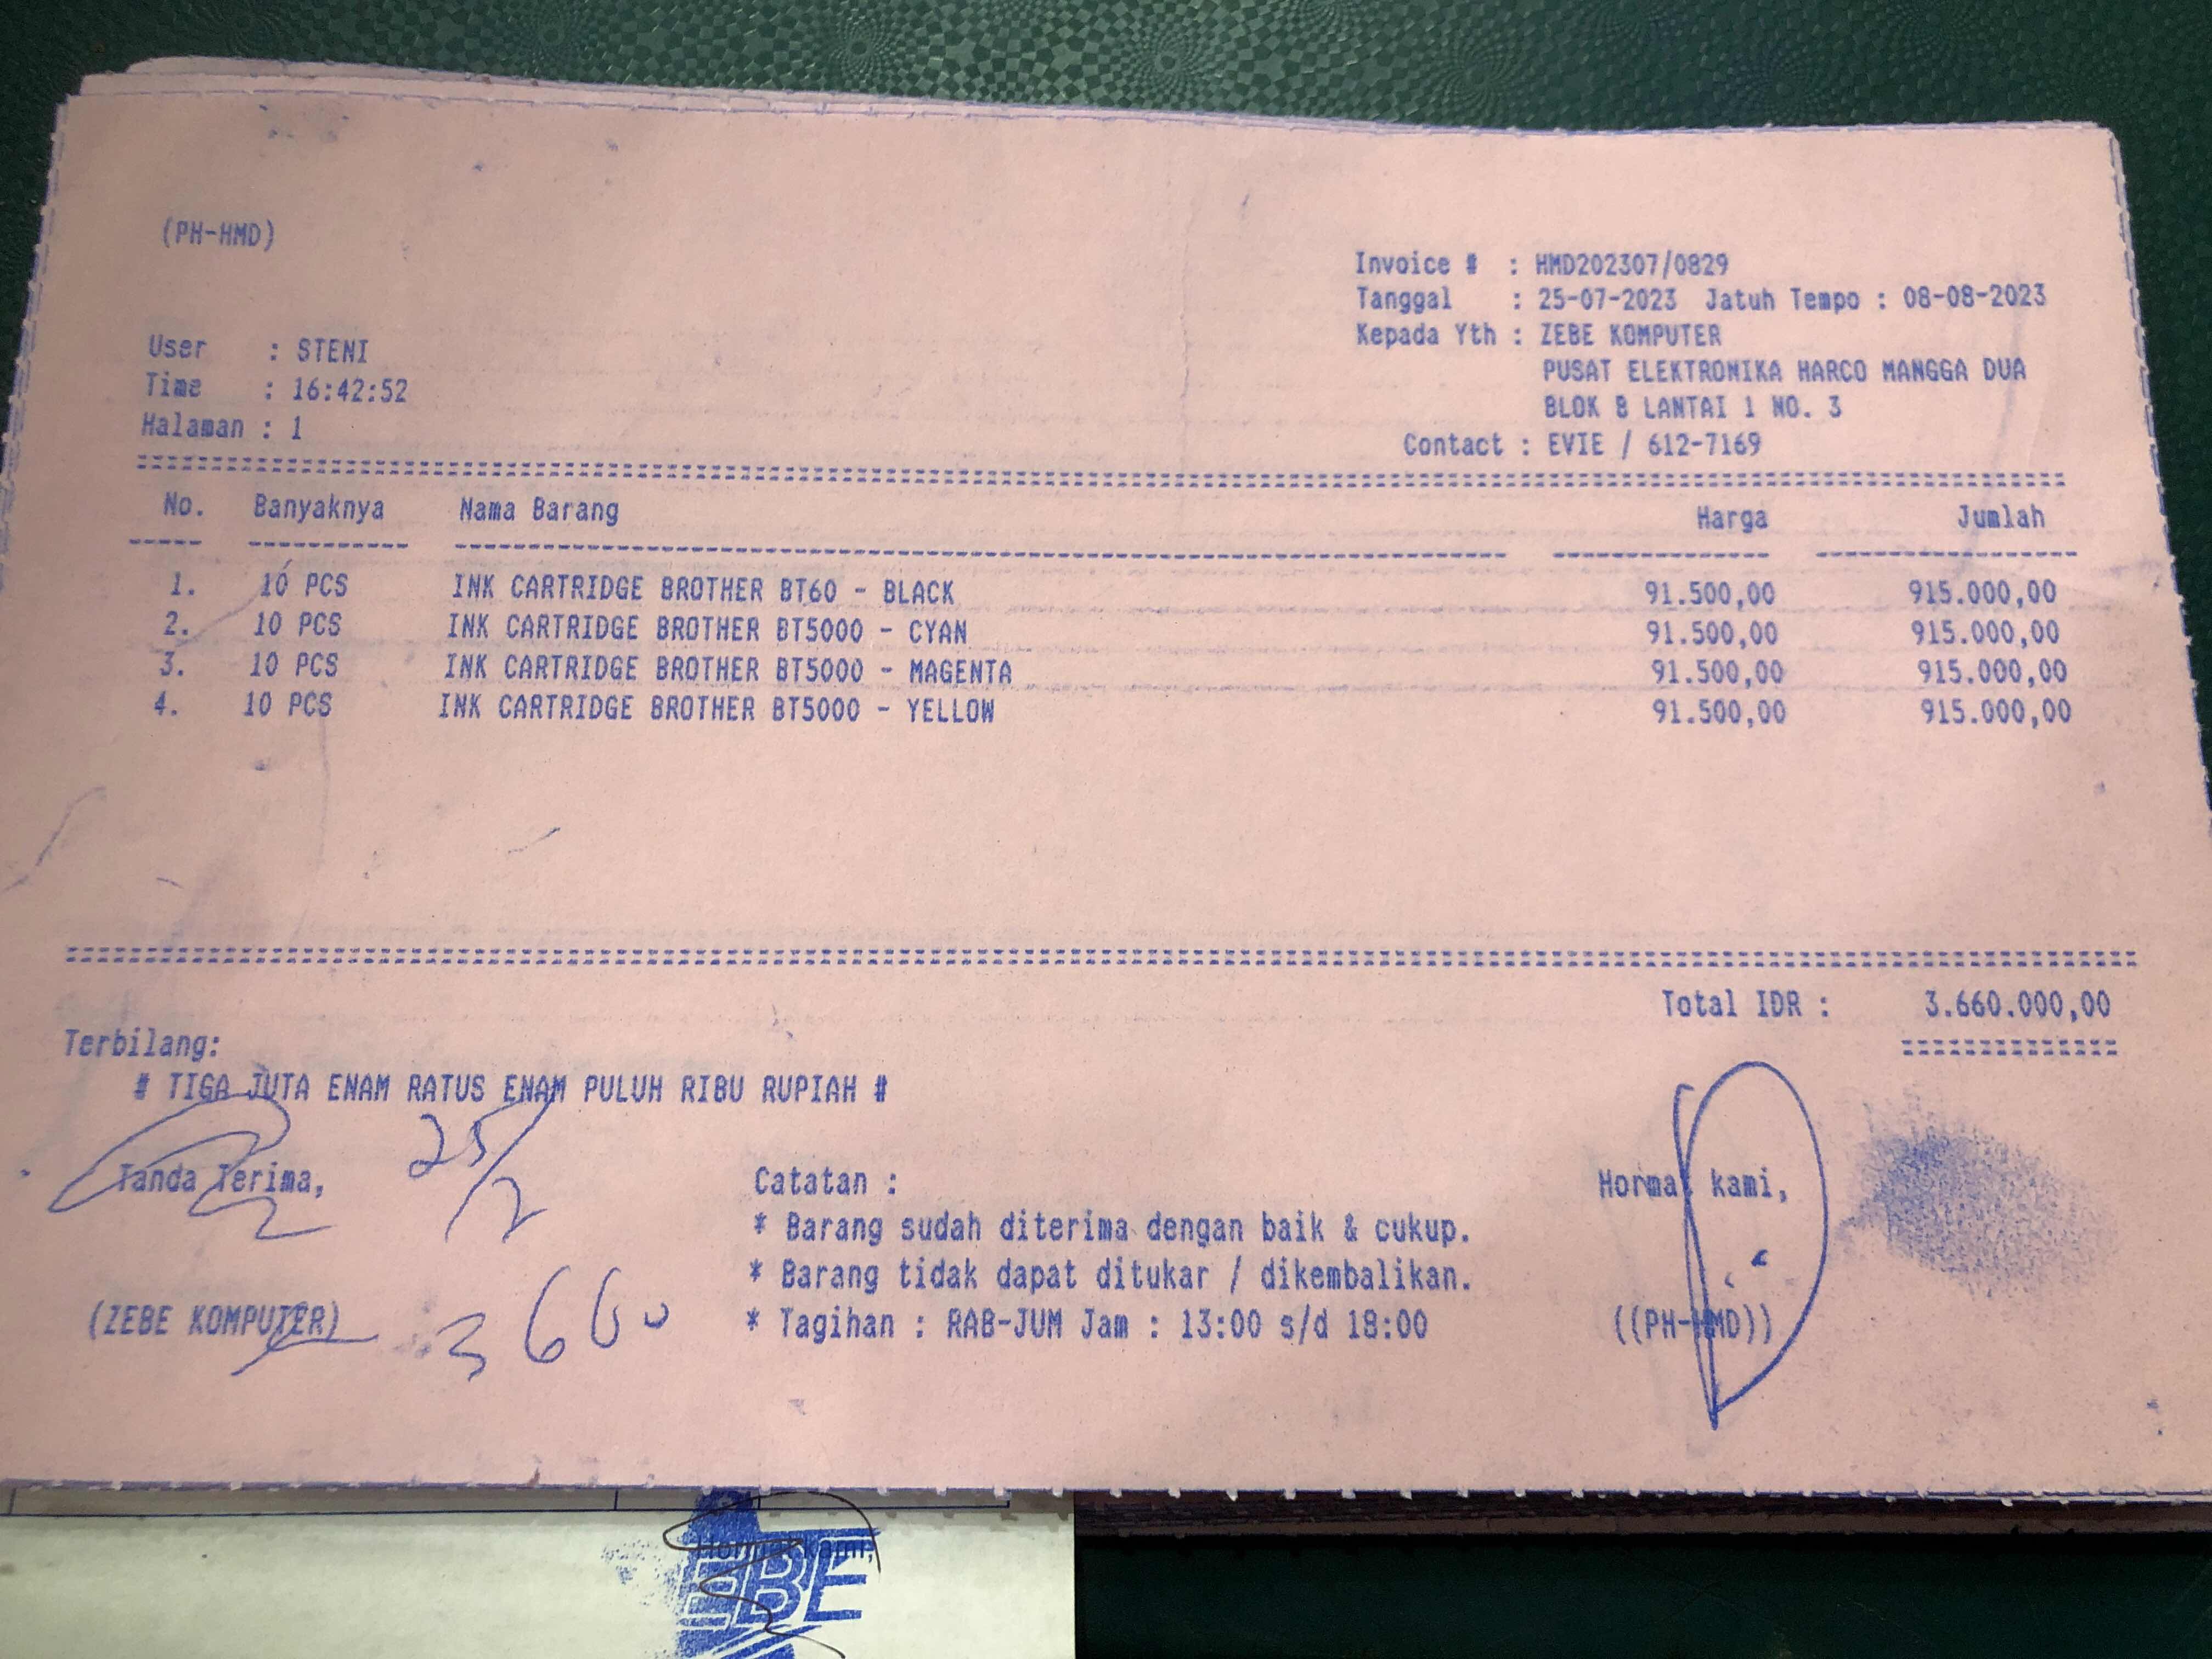 (PH-HMD)
Invoice # : HMD202307/0829
Tanggal : 25-07-2023 Jatuh Tempo : 08-08-2023
Kepada Yth : ZEBE KOMPUTER
PUSAT ELEKTRONIKA HARCO MANGGA DUA
BLOK B LANTAI 1 NO. 3
Contact : EVIE / 612-7169
User : STENI
Time : 16:42:52
Halaman : 1
No. Banyaknya Nama Barang Harga Jumlah
1. 10 PCS INK CARTRIDGE BROTHER BT60 - BLACK 91.500,00 915.000,00
2. 10 PCS INK CARTRIDGE BROTHER BT5000 - CYAN 91.500,00 915.000,00
3. 10 PCS INK CARTRIDGE BROTHER BT5000 - MAGENTA 91.500,00 915.000,00
4. 10 PCS INK CARTRIDGE BROTHER BT5000 - YELLOW 91.500,00 915.000,00
Total IDR : 3.660.000,00
Terbilang:
# TIGA JUTA ENAM RATUS ENAM PULUH RIBU RUPIAH #
Tanda Terima,
25/7
(ZEBE KOMPUTER)
3660
Catatan :
* Barang sudah diterima dengan baik & cukup.
* Barang tidak dapat ditukar / dikembalikan.
* Tagihan : RAB-JUM Jam : 13:00 s/d 18:00
Hormat kami,
((PH-HMD))
Hormat kami,
EBE